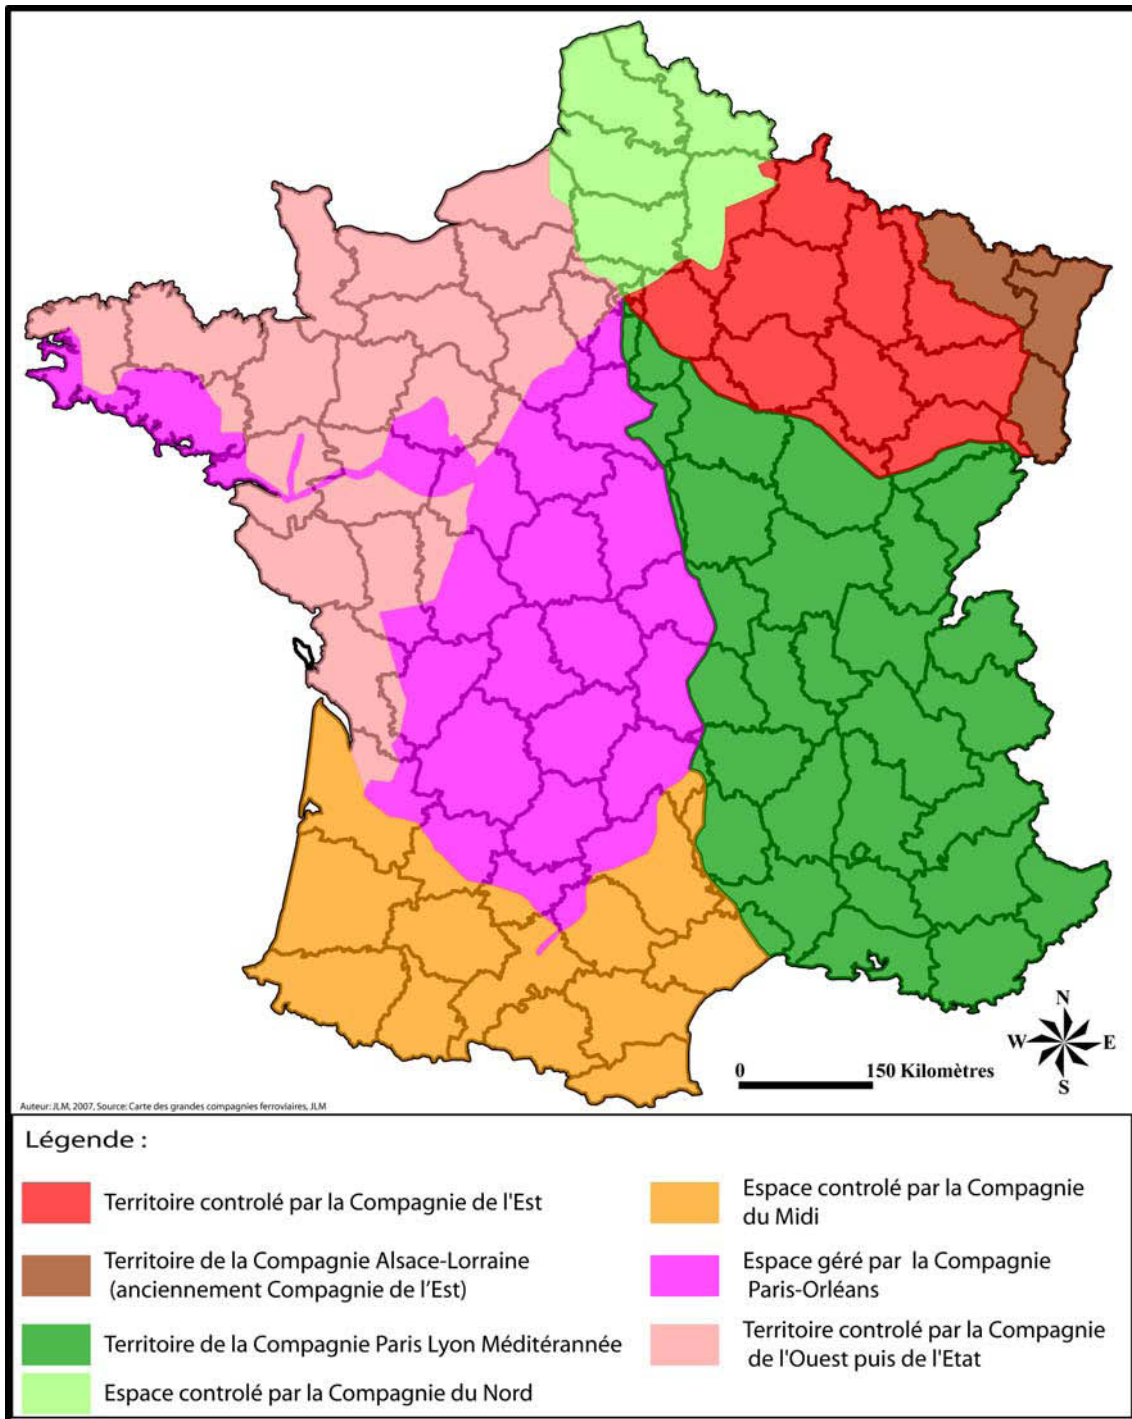 N
W E
S
0 150 Kilomètres
Auteur: JLM, 2007, Source: Carte des grandes compagnies ferroviaires, JLM
Légende :
Territoire controlé par la Compagnie de l'Est
Territoire de la Compagnie Alsace-Lorraine
(anciennement Compagnie de l'Est)
Territoire de la Compagnie Paris Lyon Méditérannée
Espace controlé par la Compagnie du Nord
Espace controlé par la Compagnie
du Midi
Espace géré par la Compagnie
Paris-Orléans
Territoire controlé par la Compagnie
de l'Ouest puis de l'Etat